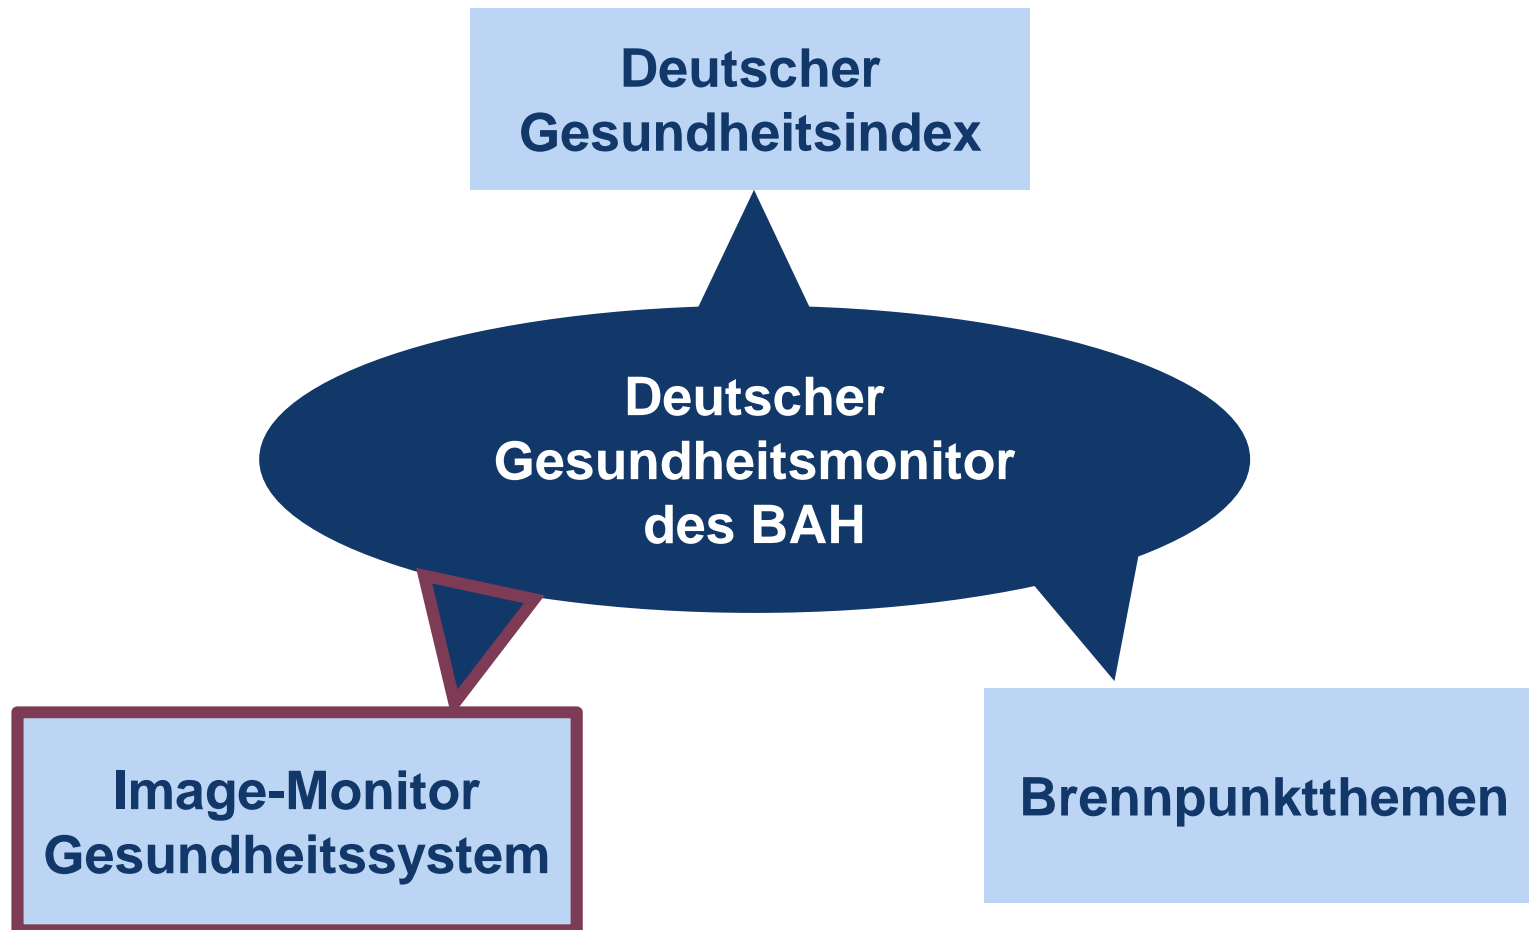 Deutscher
Gesundheitsindex
Deutscher
Gesundheitsmonitor
des BAH
Image-Monitor
Gesundheitssystem
Brennpunktthemen